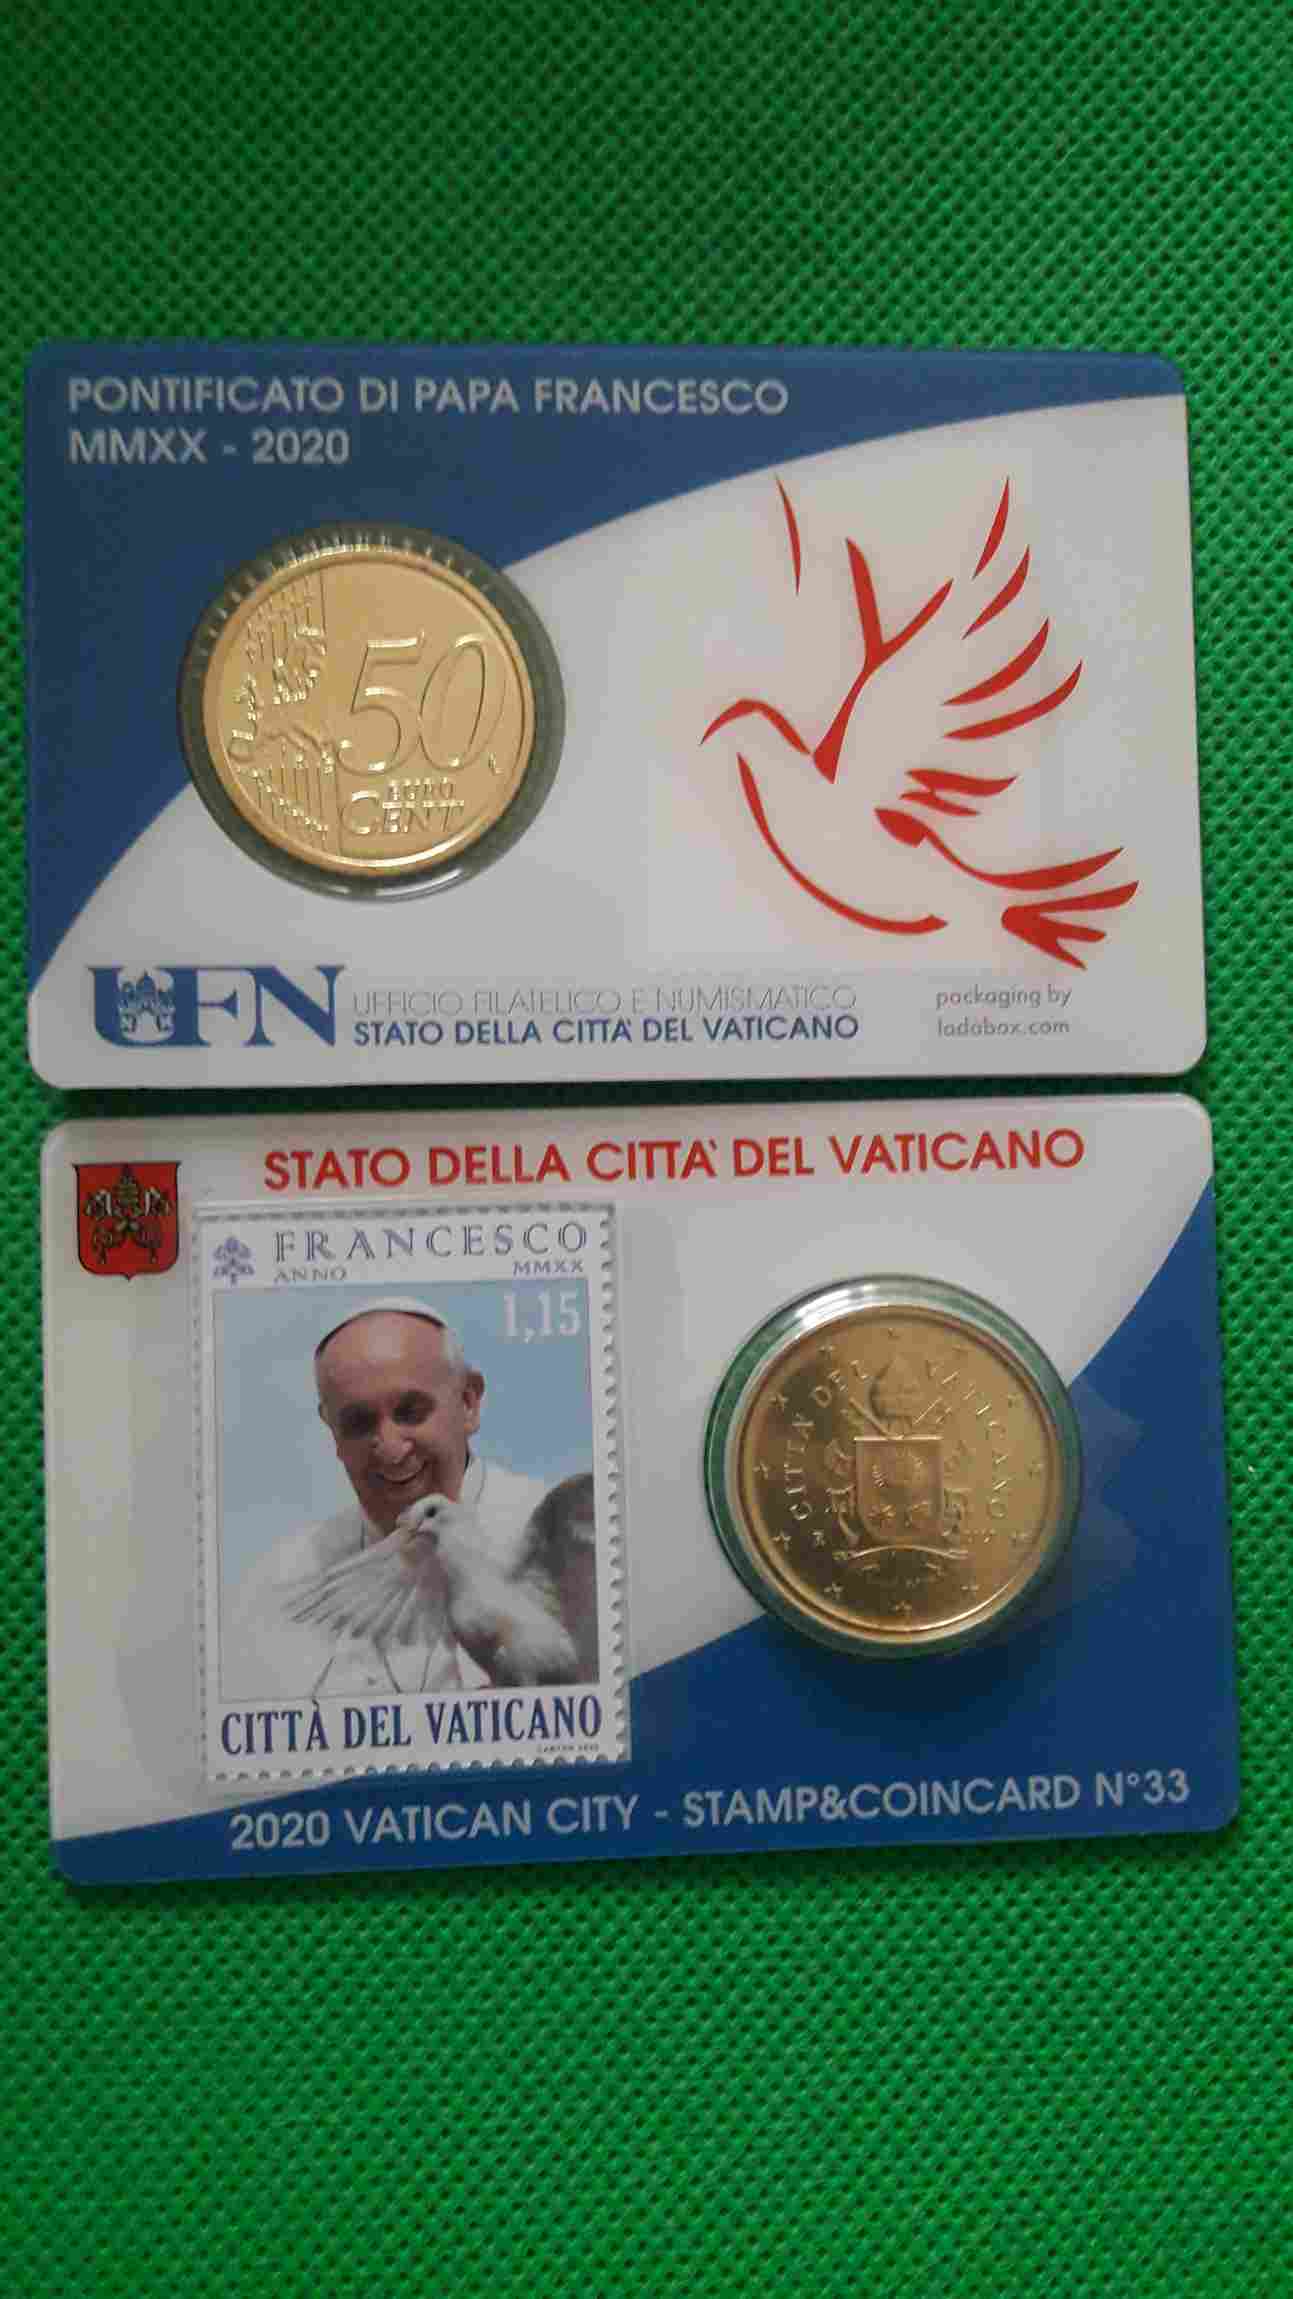 PONTIFICATO DI PAPA FRANCESCO
MMXX - 2020
50
EURO
CENT
UFN
UFFICIO FILATELICO E NUMISMATICO
STATO DELLA CITTA' DEL VATICANO
packaging by
ladabox.com
STATO DELLA CITTA' DEL VATICANO
FRANCESCO
ANNO MMXX
1,15
CITTÀ DEL VATICANO
CITTA' DEL VATICANO
2020 VATICAN CITY - STAMP&COINCARD N°33